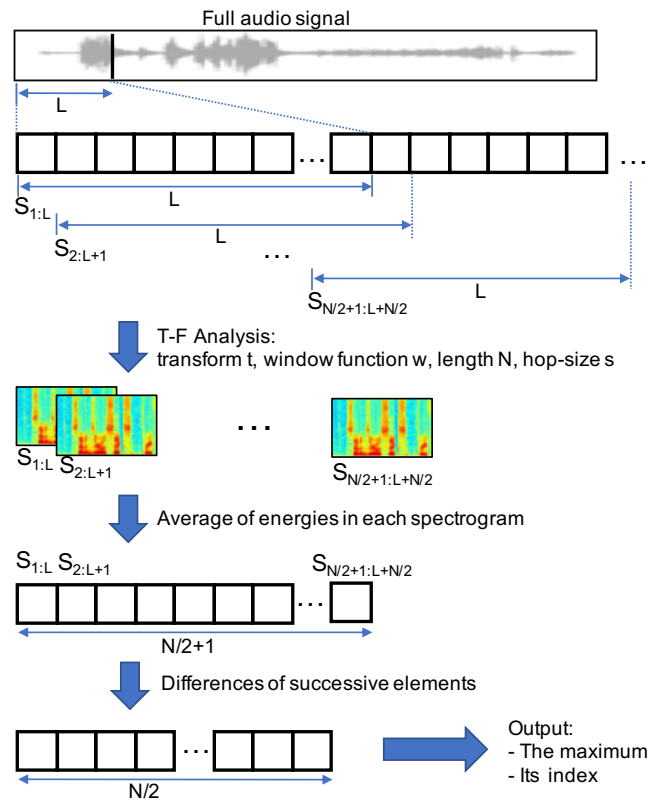 Full audio signal
L
...
...
L
S1:L
L
S2:L+1
...
L
SN/2+1:L+N/2
T-F Analysis:
transform t, window function w, length N, hop-size s
...
S1:L S2:L+1
SN/2+1:L+N/2
Average of energies in each spectrogram
S1:L S2:L+1
SN/2+1:L+N/2
...
N/2+1
Differences of successive elements
...
N/2
Output:
- The maximum
- Its index